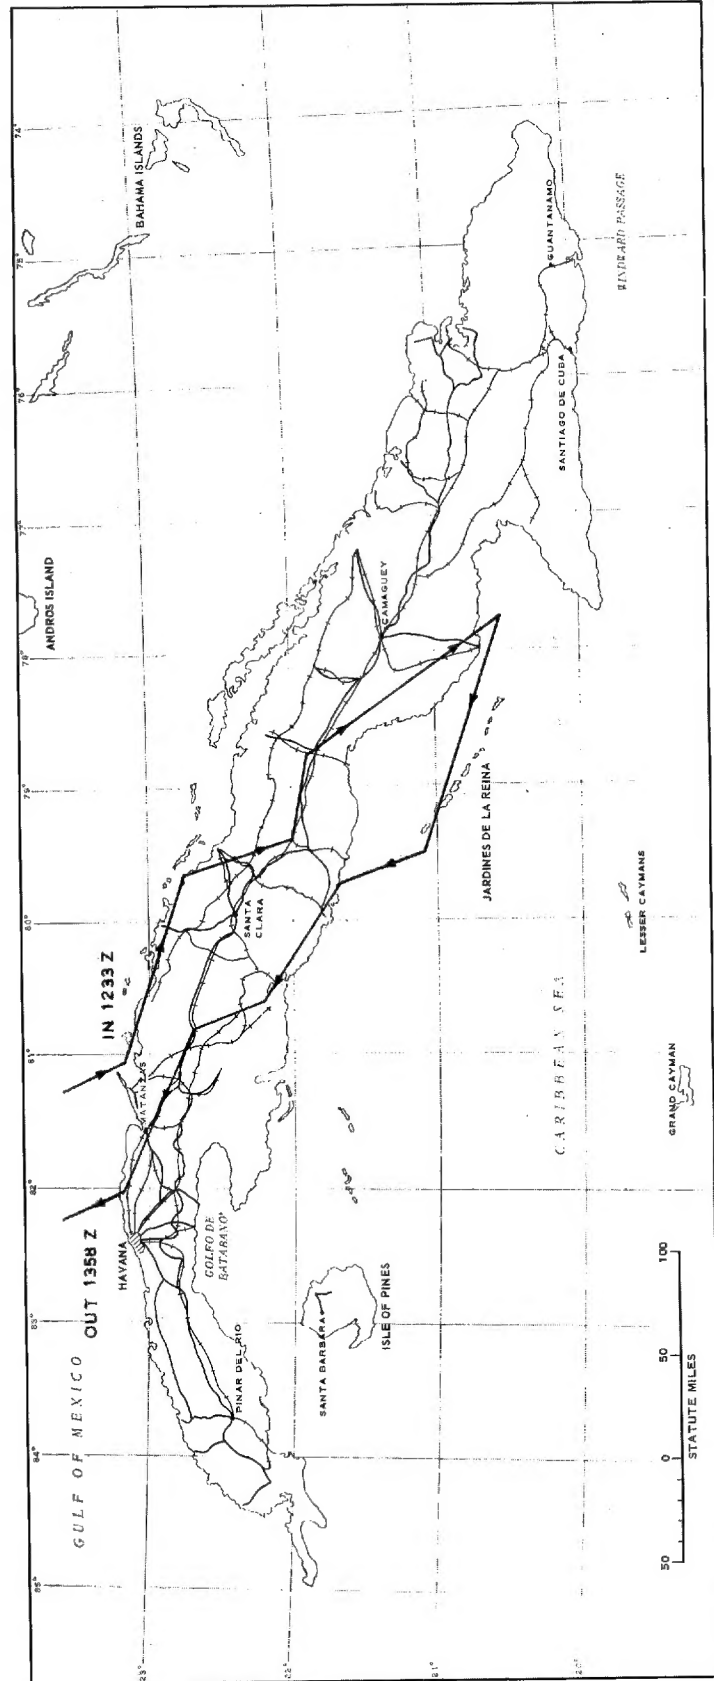 GULF OF MEXICO
OUT 1358 Z
IN 1233 Z
ANDROS ISLAND
BAHAMA ISLANDS
85°
84°
83°
82°
81°
80°
79°
78°
77°
76°
75°
74°
23°
22°
21°
20°
HAVANA
MATANZAS
PINAR DEL RIO
GOLFO DE
BATABANO
SANTA BARBARA
ISLE OF PINES
SANTA
CLARA
CAMAGUEY
JARDINES DE LA REINA
SANTIAGO DE CUBA
GUANTANAMO
WINDWARD PASSAGE
CARIBBEAN SEA
LESSER CAYMANS
GRAND CAYMAN
50 0 50 100
STATUTE MILES